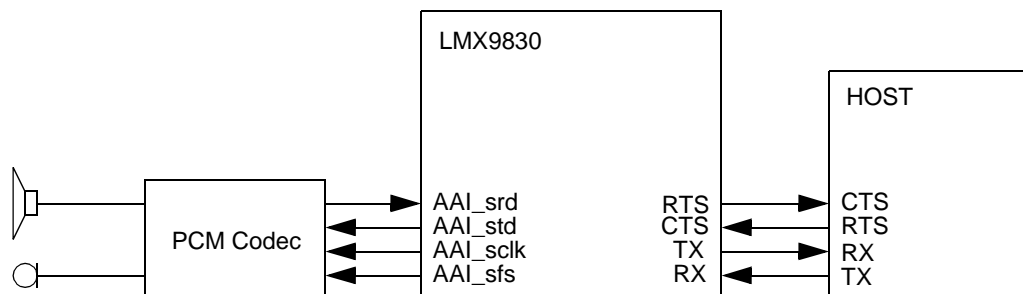 LMX9830
HOST
PCM Codec
AAI_srd
AAI_std
AAI_sclk
AAI_sfs
RTS
CTS
TX
RX
CTS
RTS
RX
TX